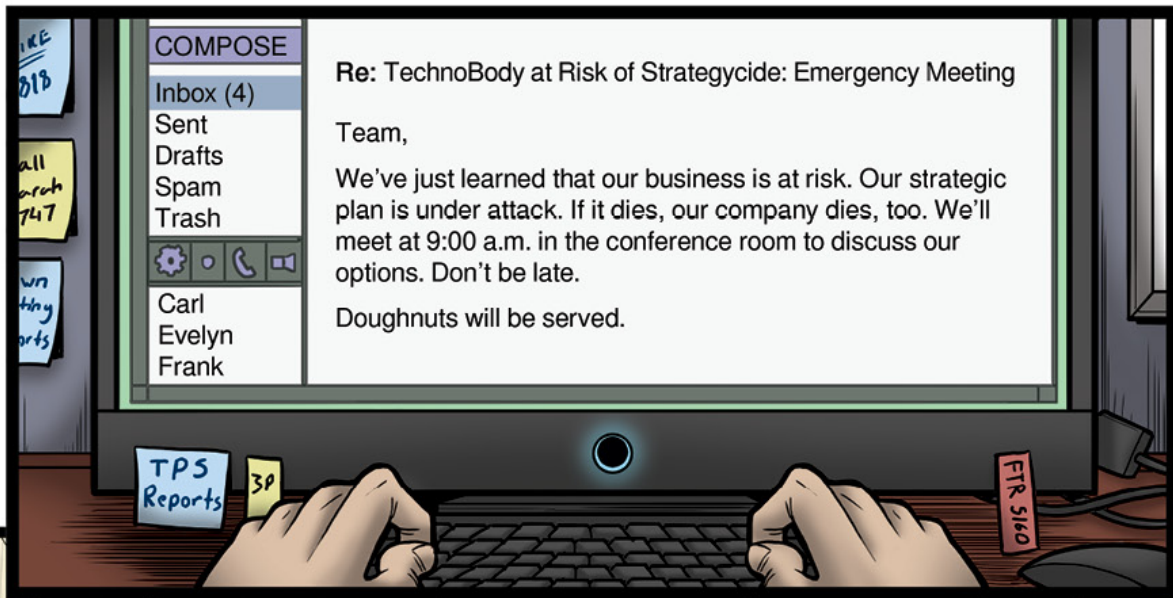 COMPOSE
Inbox (4)
Sent
Drafts
Spam
Trash
Carl
Evelyn
Frank
Re: TechnoBody at Risk of Strategycide: Emergency Meeting
Team,
We've just learned that our business is at risk. Our strategic
plan is under attack. If it dies, our company dies, too. We'll
meet at 9:00 a.m. in the conference room to discuss our
options. Don't be late.
Doughnuts will be served.
TPS
Reports
3P
FTR 5160